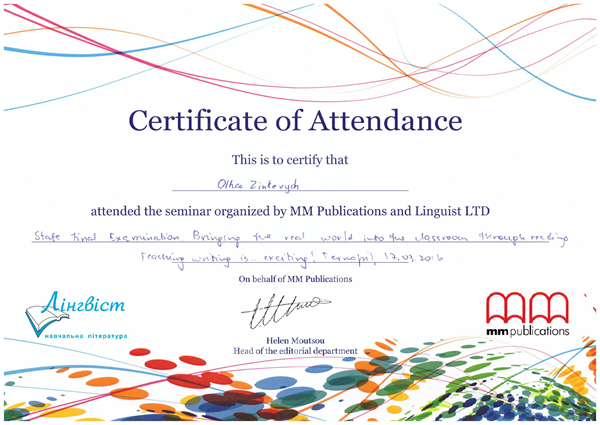 Certificate of Attendance
This is to certify that
Olha Zinkevych
attended the seminar organized by MM Publications and Linguist LTD
State Final Examination. Bringing the real world into the classroom through reading
Teaching writing is... exciting! Ternopil, 17.03.2016
On behalf of MM Publications
Лінгвіст
навчальна література
Helen Moutsou
Head of the editorial department
mm publications